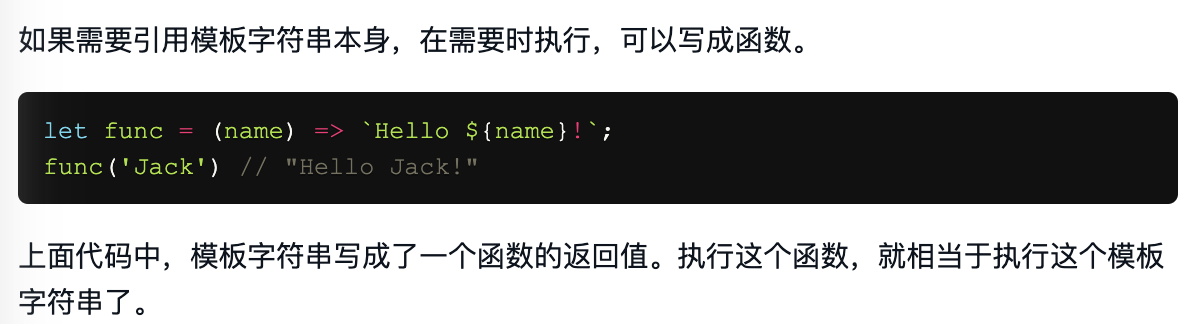 如果需要引用模板字符串本身，在需要时执行，可以写成函数。
let func = (name) => `Hello ${name}!`;
func('Jack') // "Hello Jack!"
上面代码中，模板字符串写成了一个函数的返回值。执行这个函数，就相当于执行这个模板
字符串了。